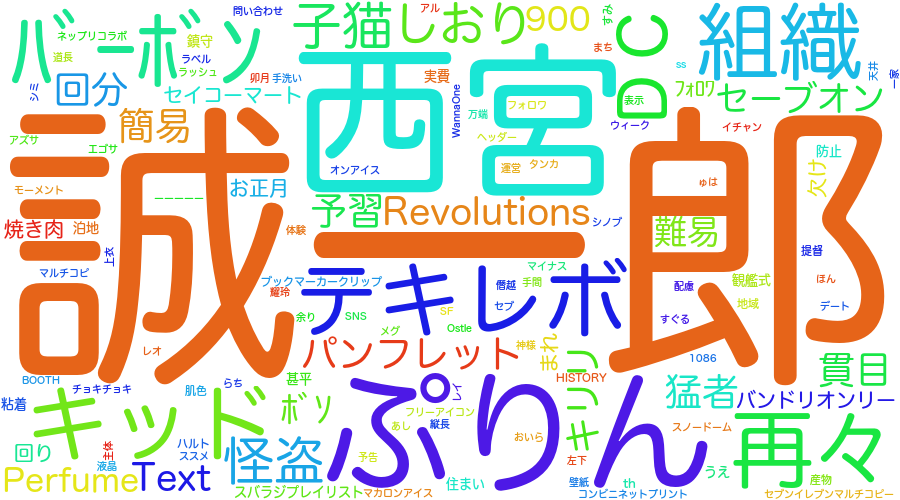 誠一郎
西宮
ぷりん
テキレボ
キッド
怪盗
再々
組織
DC
バーボン
子猫
しおり
900
セーブオン
回分
簡易
セイコーマート
Revolutions
予習
難易
パンフレット
Perfume
Text
貫目
猛者
バンドリオンリー
キリリ
ボソ
お正月
焼き肉
泊地
粘着
回り
住まい
うえ
まれ
欠け
観艦式
防止
ﾌｫﾛﾜ
実費
鎮守
ネップリコラボ
道長
問い合わせ
ラベル
ラッシュ
卯月
手洗い
シミ
アル
すみ
まち
ss
天井
一家
表示
WannaOne
フォロワ
万端
ヘッダー
ウィーク
イチャン
運営
タンカ
オンアイス
アズサ
エゴサ
モーメント
−−−−−
体験
上衣
シノブ
ゅは
提督
マルチコピ
ブックマーカークリップ
耀玲
余り
SNS
マイナス
僭越
手間
セブ
配慮
ほん
地域
デート
すぐる
SF
Ostle
メグ
神様
レオ
1086
HISTORY
BOOTH
チョキチョキ
肌色
らち
甚平
レイ
フリーアイコン
あし
縦長
おいら
スノードーム
主体
液晶
ハルト
ススメ
予告
左下
壁紙
th
産物
スパラジプレイリスト
マカロンアイス
コンビニネットプリント
セブンイレブンマルチコピー